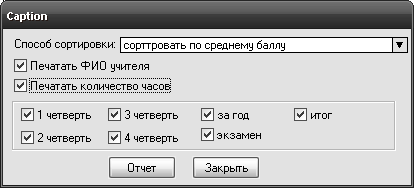 Caption
Способ сортировки: сорттровать по среднему баллу
Печатать ФИО учителя
Печатать количество часов
1 четверть 3 четверть за год итог
2 четверть 4 четверть экзамен
Отчет Закрыть